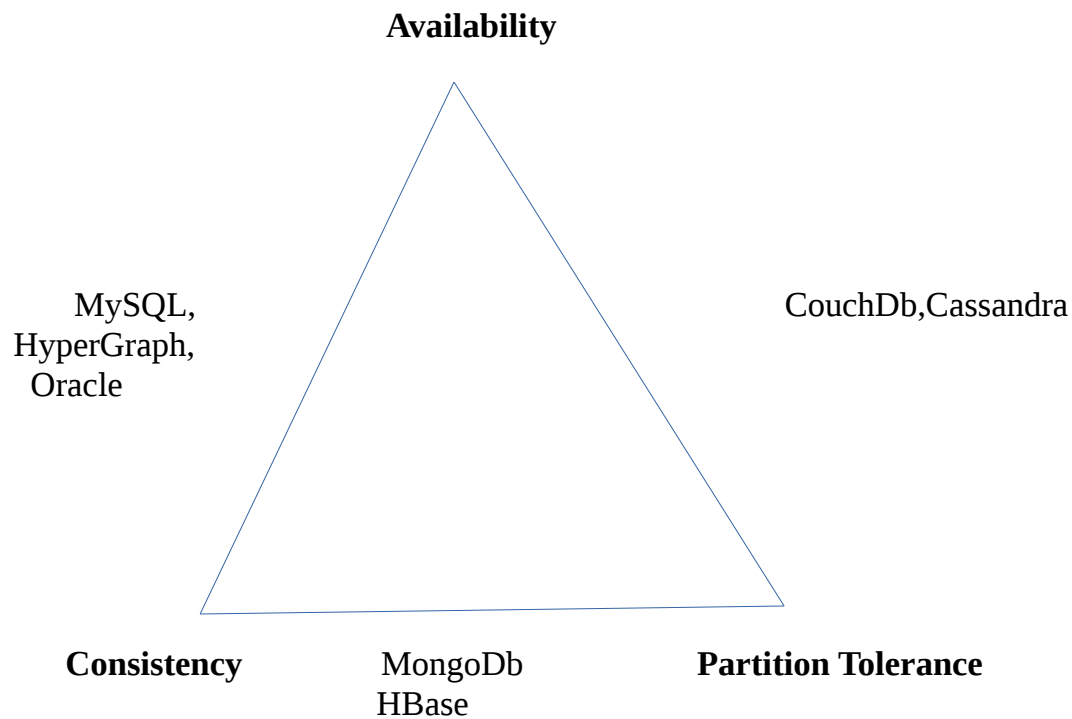 Availability
MySQL,
HyperGraph,
Oracle
CouchDb,Cassandra
Consistency
MongoDb
HBase
Partition Tolerance